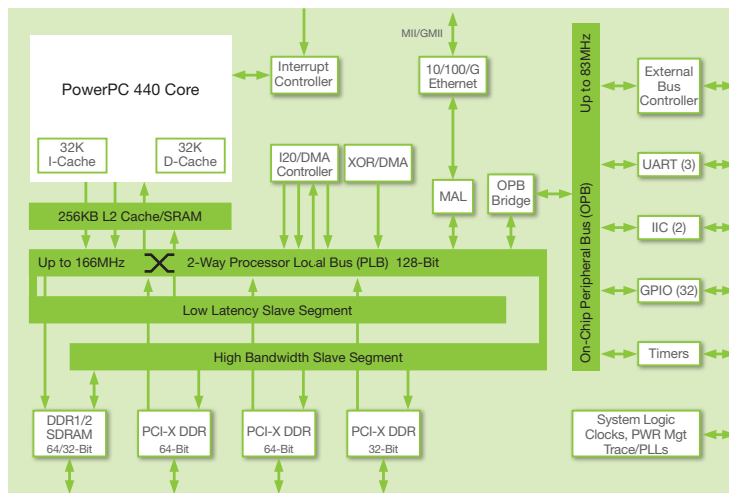 MII/GMII
PowerPC 440 Core
32K
I-Cache
32K
D-Cache
Interrupt
Controller
10/100/G
Ethernet
Up to 83MHz
On-Chip Peripheral Bus (OPB)
External
Bus
Controller
I20/DMA
Controller
XOR/DMA
MAL
OPB
Bridge
UART (3)
256KB L2 Cache/SRAM
IIC (2)
Up to 166MHz
2-Way Processor Local Bus (PLB) 128-Bit
GPIO (32)
Low Latency Slave Segment
High Bandwidth Slave Segment
Timers
DDR1/2
SDRAM
64/32-Bit
PCI-X DDR
64-Bit
PCI-X DDR
64-Bit
PCI-X DDR
32-Bit
System Logic
Clocks, PWR Mgt
Trace/PLLs